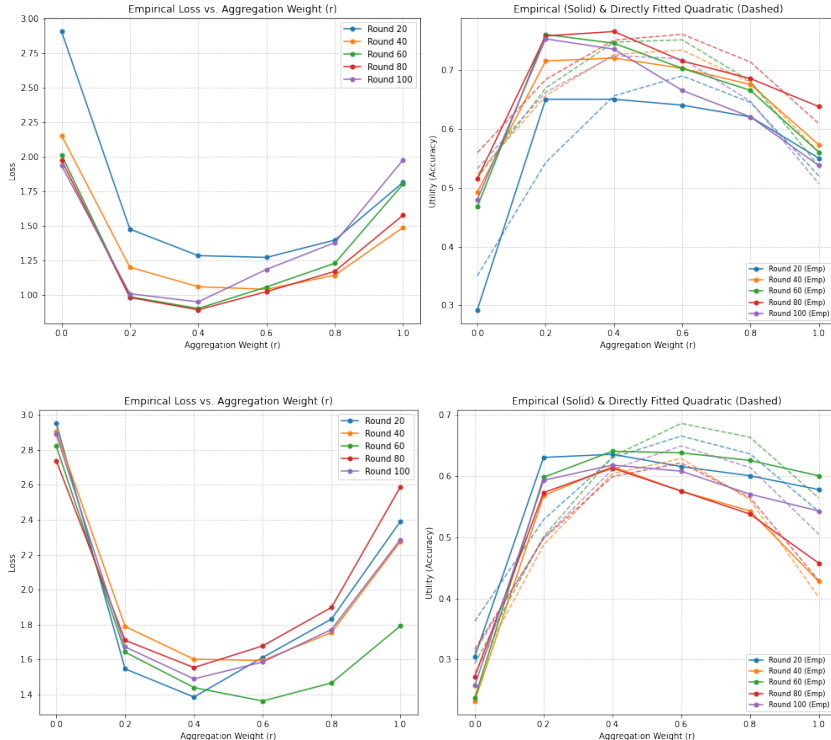 Empirical Loss vs. Aggregation Weight (r)
Round 20
Round 40
Round 60
Round 80
Round 100
3.00
2.75
2.50
2.25
2.00
1.75
1.50
1.25
1.00
Loss
0.0 0.2 0.4 0.6 0.8 1.0
Aggregation Weight (r)
Empirical (Solid) & Directly Fitted Quadratic (Dashed)
0.7
0.6
0.5
0.4
0.3
Utility (Accuracy)
Round 20 (Emp)
Round 40 (Emp)
Round 60 (Emp)
Round 80 (Emp)
Round 100 (Emp)
0.0 0.2 0.4 0.6 0.8 1.0
Aggregation Weight (r)
Empirical Loss vs. Aggregation Weight (r)
Round 20
Round 40
Round 60
Round 80
Round 100
3.0
2.8
2.6
2.4
2.2
2.0
1.8
1.6
1.4
Loss
0.0 0.2 0.4 0.6 0.8 1.0
Aggregation Weight (r)
Empirical (Solid) & Directly Fitted Quadratic (Dashed)
0.7
0.6
0.5
0.4
0.3
Utility (Accuracy)
Round 20 (Emp)
Round 40 (Emp)
Round 60 (Emp)
Round 80 (Emp)
Round 100 (Emp)
0.0 0.2 0.4 0.6 0.8 1.0
Aggregation Weight (r)